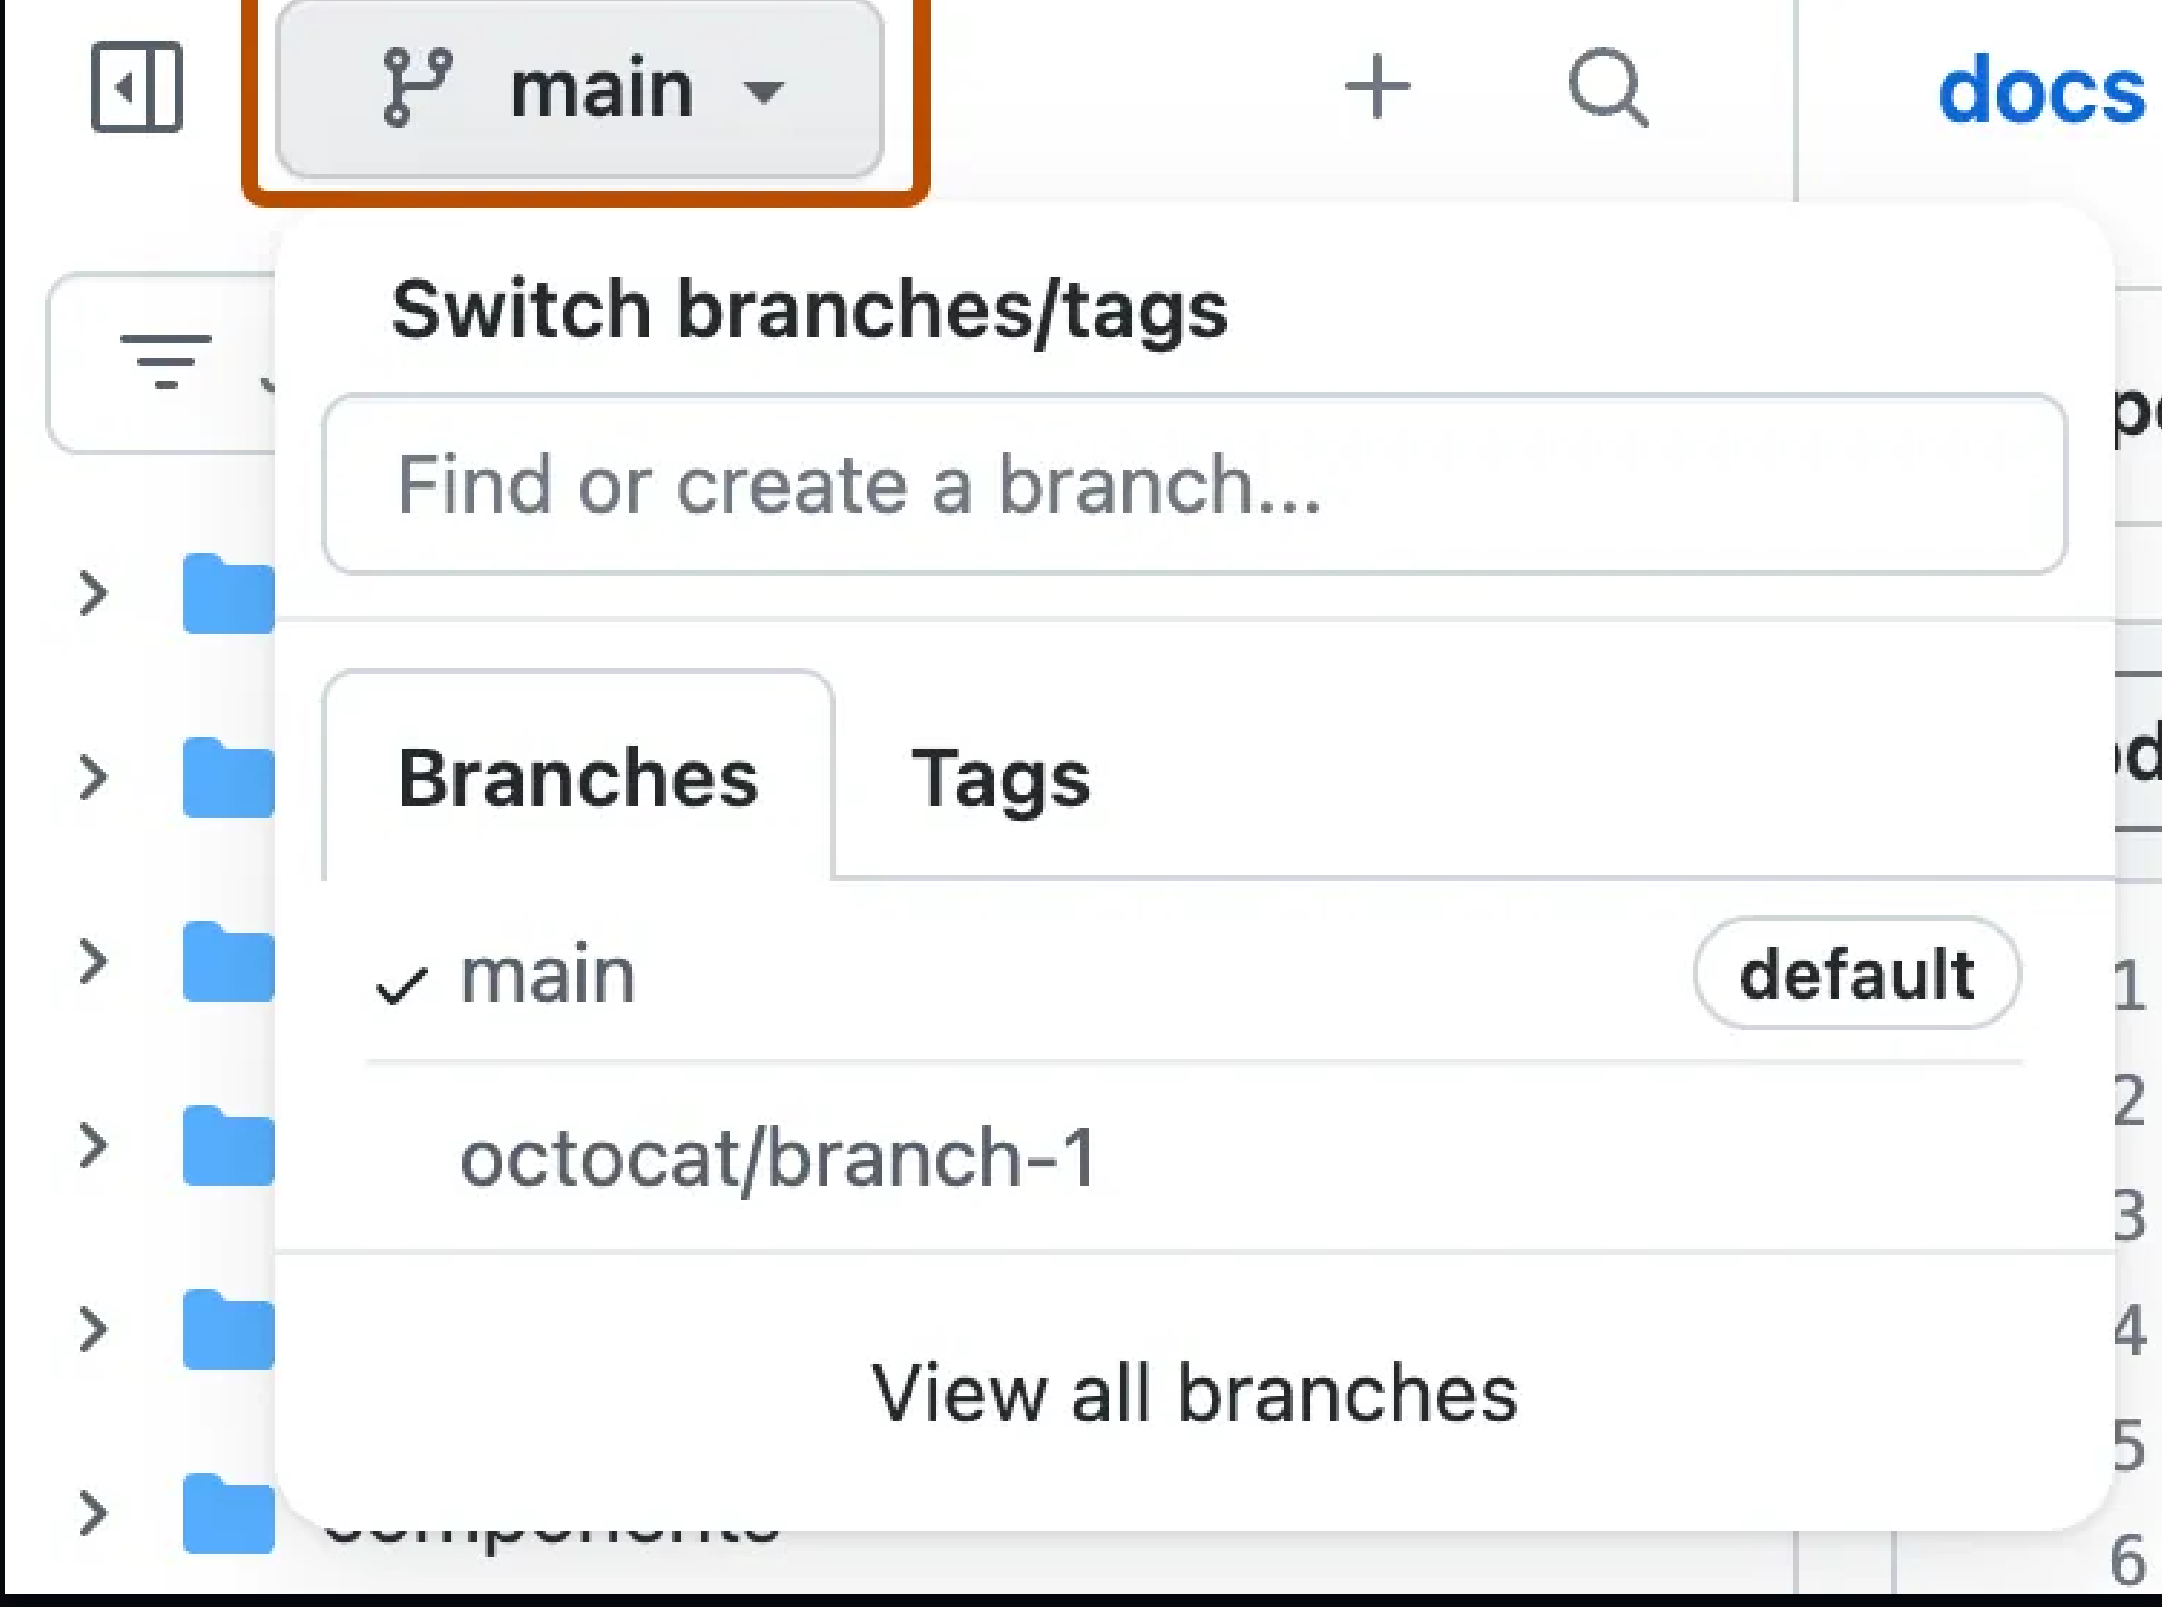 main
docs
Switch branches/tags
Find or create a branch...
Branches
Tags
main
default
octocat/branch-1
View all branches
components
1
2
3
4
5
6